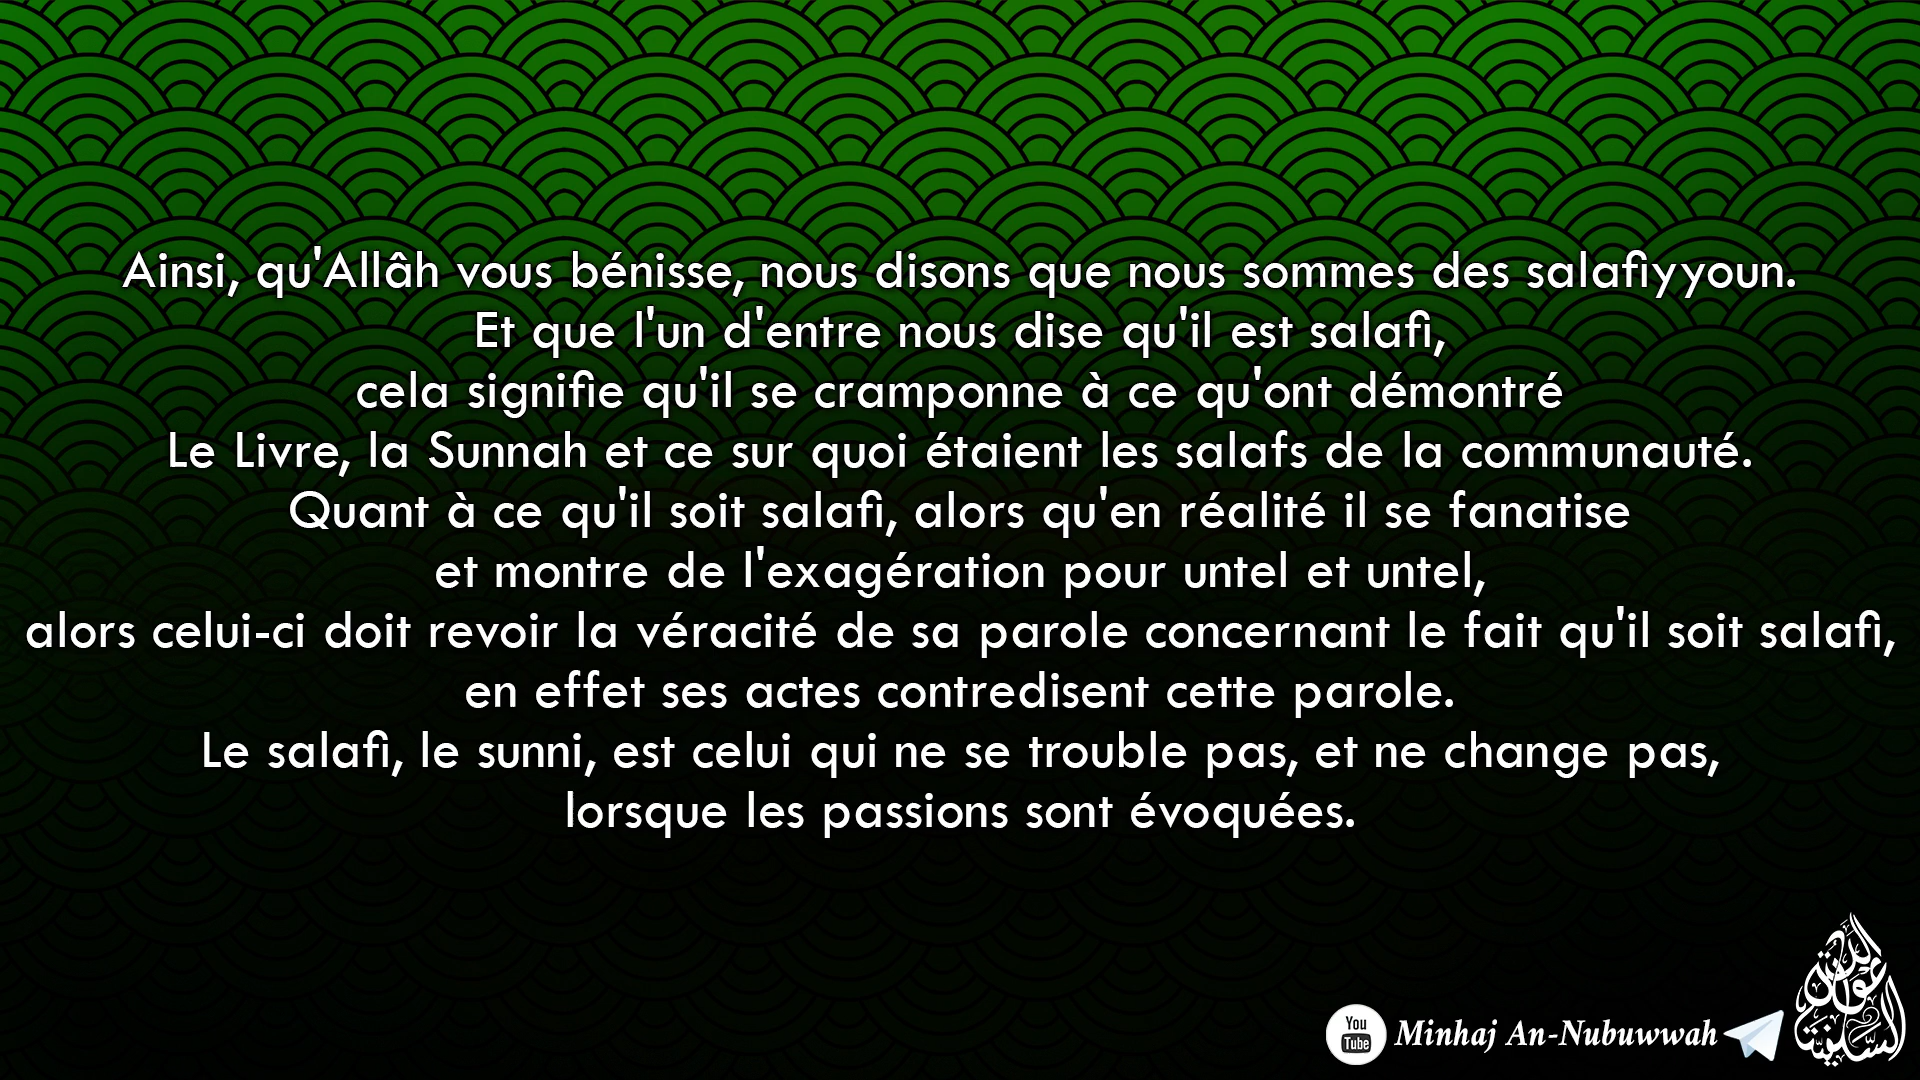 Ainsi, qu'Allâh vous bénisse, nous disons que nous sommes des salafiyyoun.
Et que l'un d'entre nous dise qu'il est salafi,
cela signifie qu'il se cramponne à ce qu'ont démontré
Le Livre, la Sunnah et ce sur quoi étaient les salafs de la communauté.
Quant à ce qu'il soit salafi, alors qu'en réalité il se fanatise
et montre de l'exagération pour untel et untel,
alors celui-ci doit revoir la véracité de sa parole concernant le fait qu'il soit salafi,
en effet ses actes contredisent cette parole.
Le salafi, le sunni, est celui qui ne se trouble pas, et ne change pas,
lorsque les passions sont évoquées.
You Tube Minhaj An-Nubuwwah